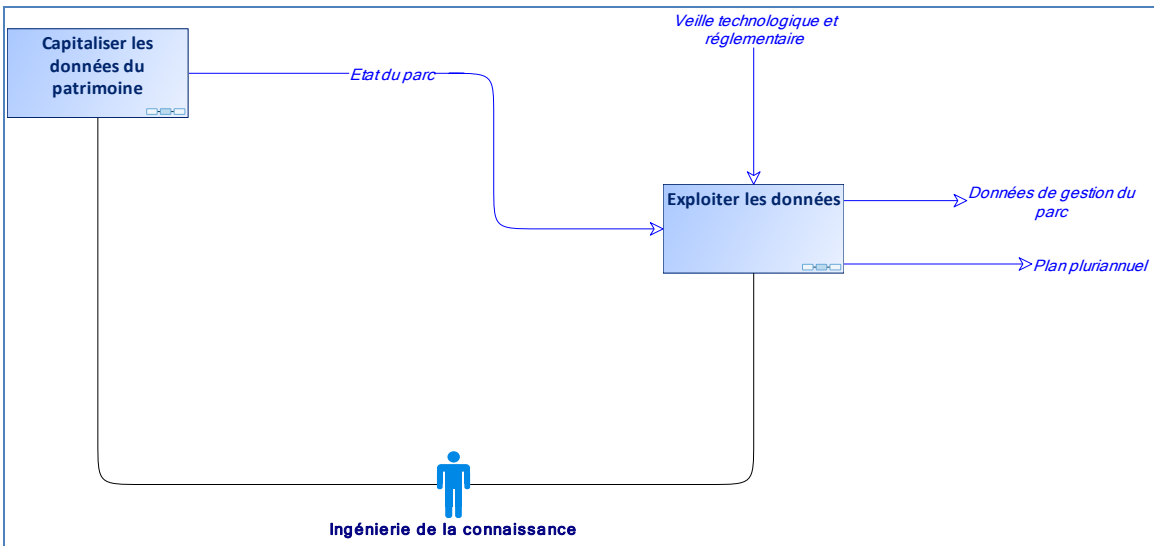 Veille technologique et
réglementaire
Capitaliser les
données du
patrimoine
Etat du parc
Exploiter les données
Données de gestion du
parc
Plan pluriannuel
Ingénierie de la connaissance